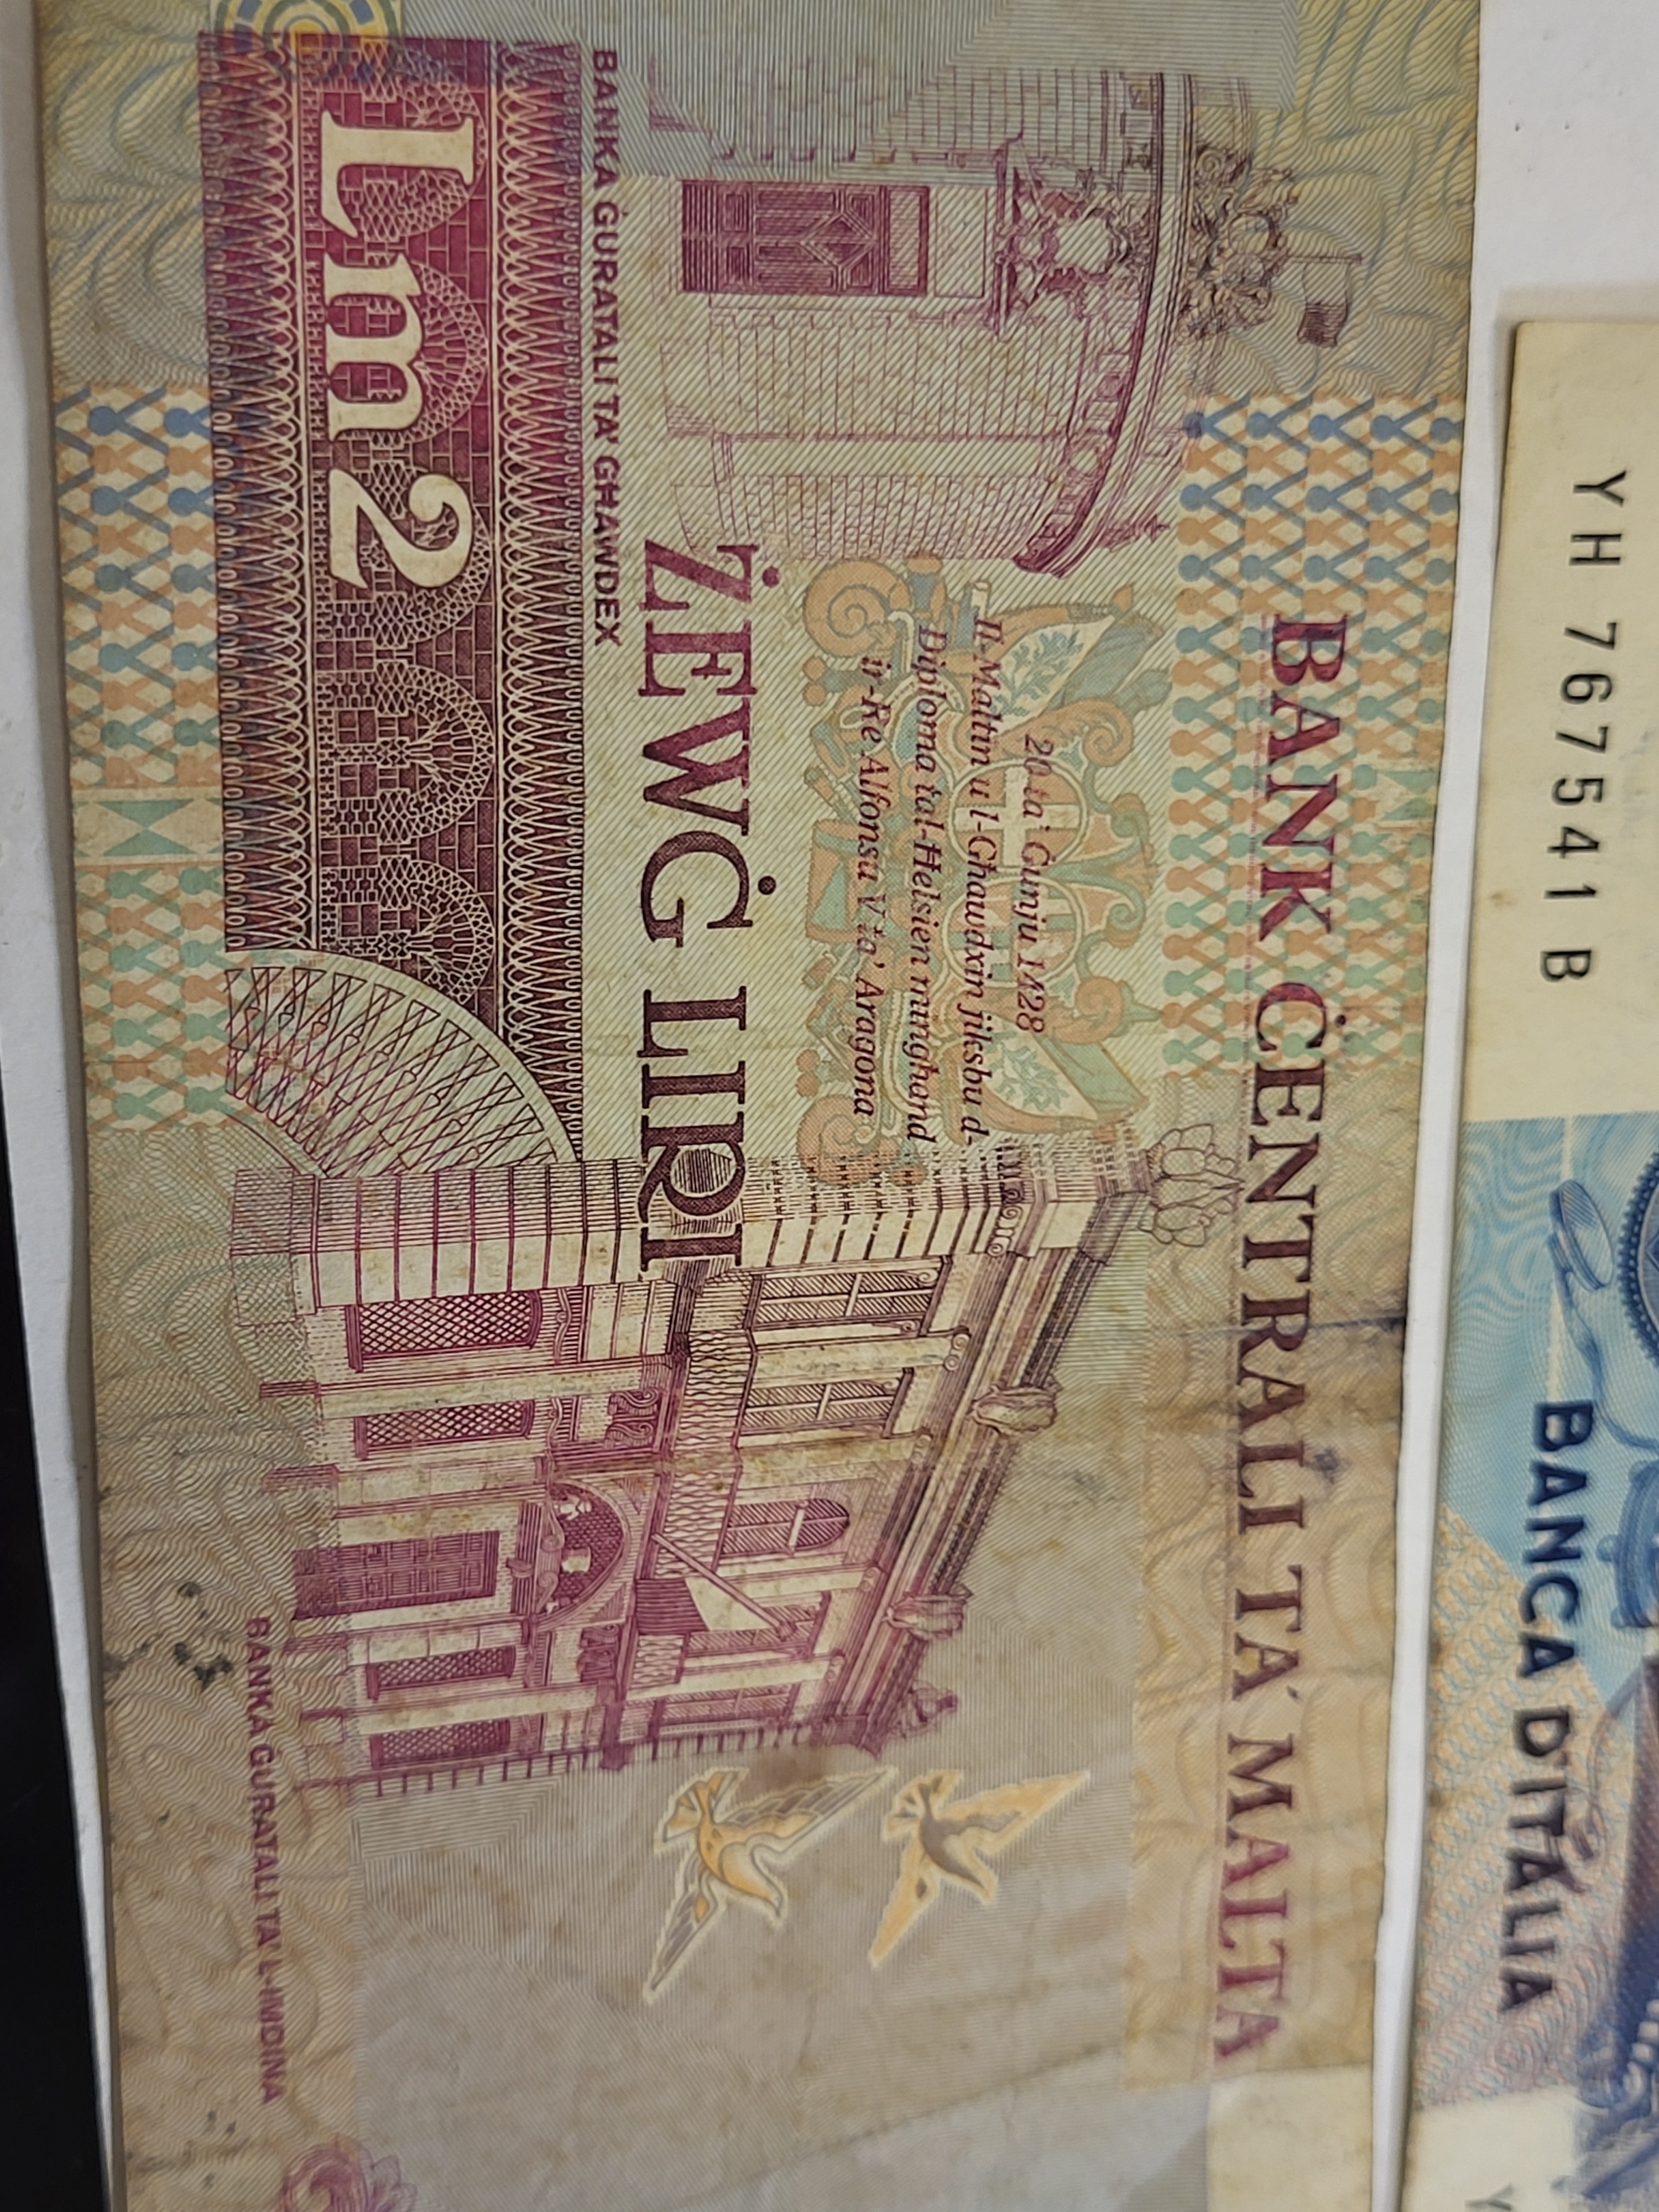 BANK ĊENTRALI TA' MALTA
20 ta' Ġunju 1428
Il-Maltin u l-Għawdxin jiksbu d-
Diploma tal-Ħelsien mingħand
ir-Re Alfonsu V ta' Aragona
ŻEWĠ LIRI
BANKA ĠURATALI TA' GĦAWDEX
Lm2
BANKA ĠURATALI TA' L-IMDINA
YH 767541 B
BANCA D'ITALIA